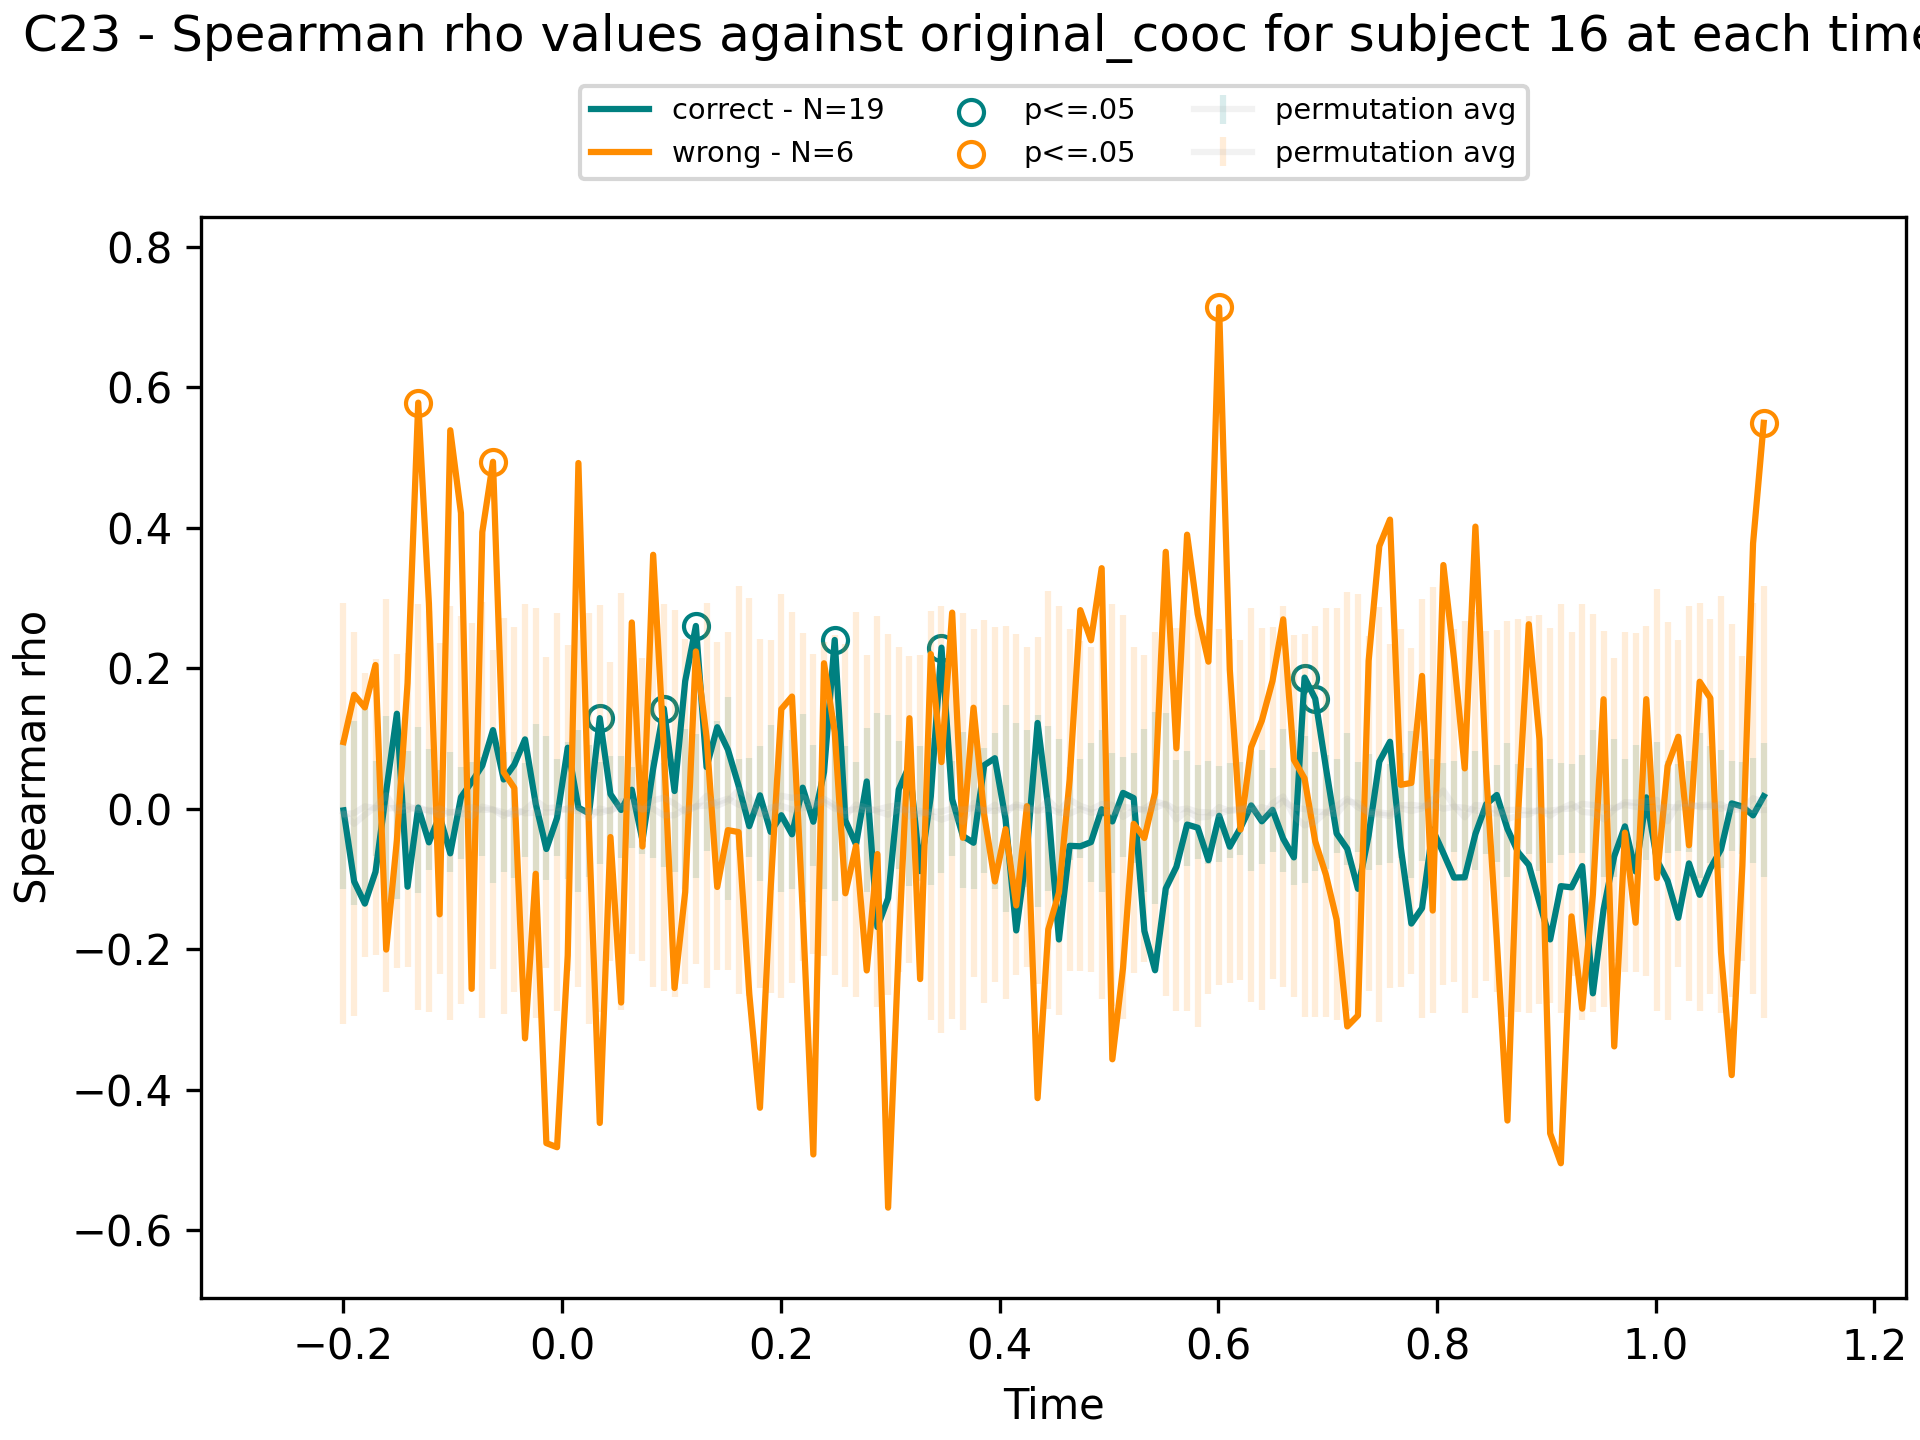 C23 - Spearman rho values against original_cooc for subject 16 at each time
correct - N=19
wrong - N=6
p<=.05
p<=.05
permutation avg
permutation avg
Spearman rho
0.8
0.6
0.4
0.2
0.0
−0.2
−0.4
−0.6
−0.2 0.0 0.2 0.4 0.6 0.8 1.0 1.2
Time